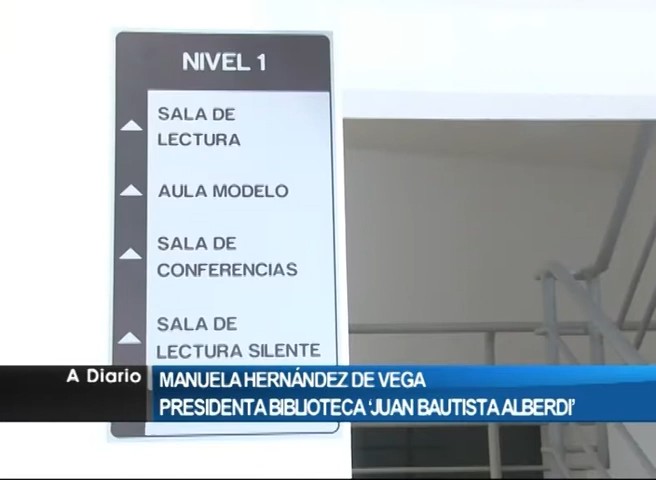 NIVEL 1
SALA DE
LECTURA
AULA MODELO
SALA DE
CONFERENCIAS
SALA DE
LECTURA SILENTE
A Diario
MANUELA HERNÁNDEZ DE VEGA
PRESIDENTA BIBLIOTECA ‘JUAN BAUTISTA ALBERDI’